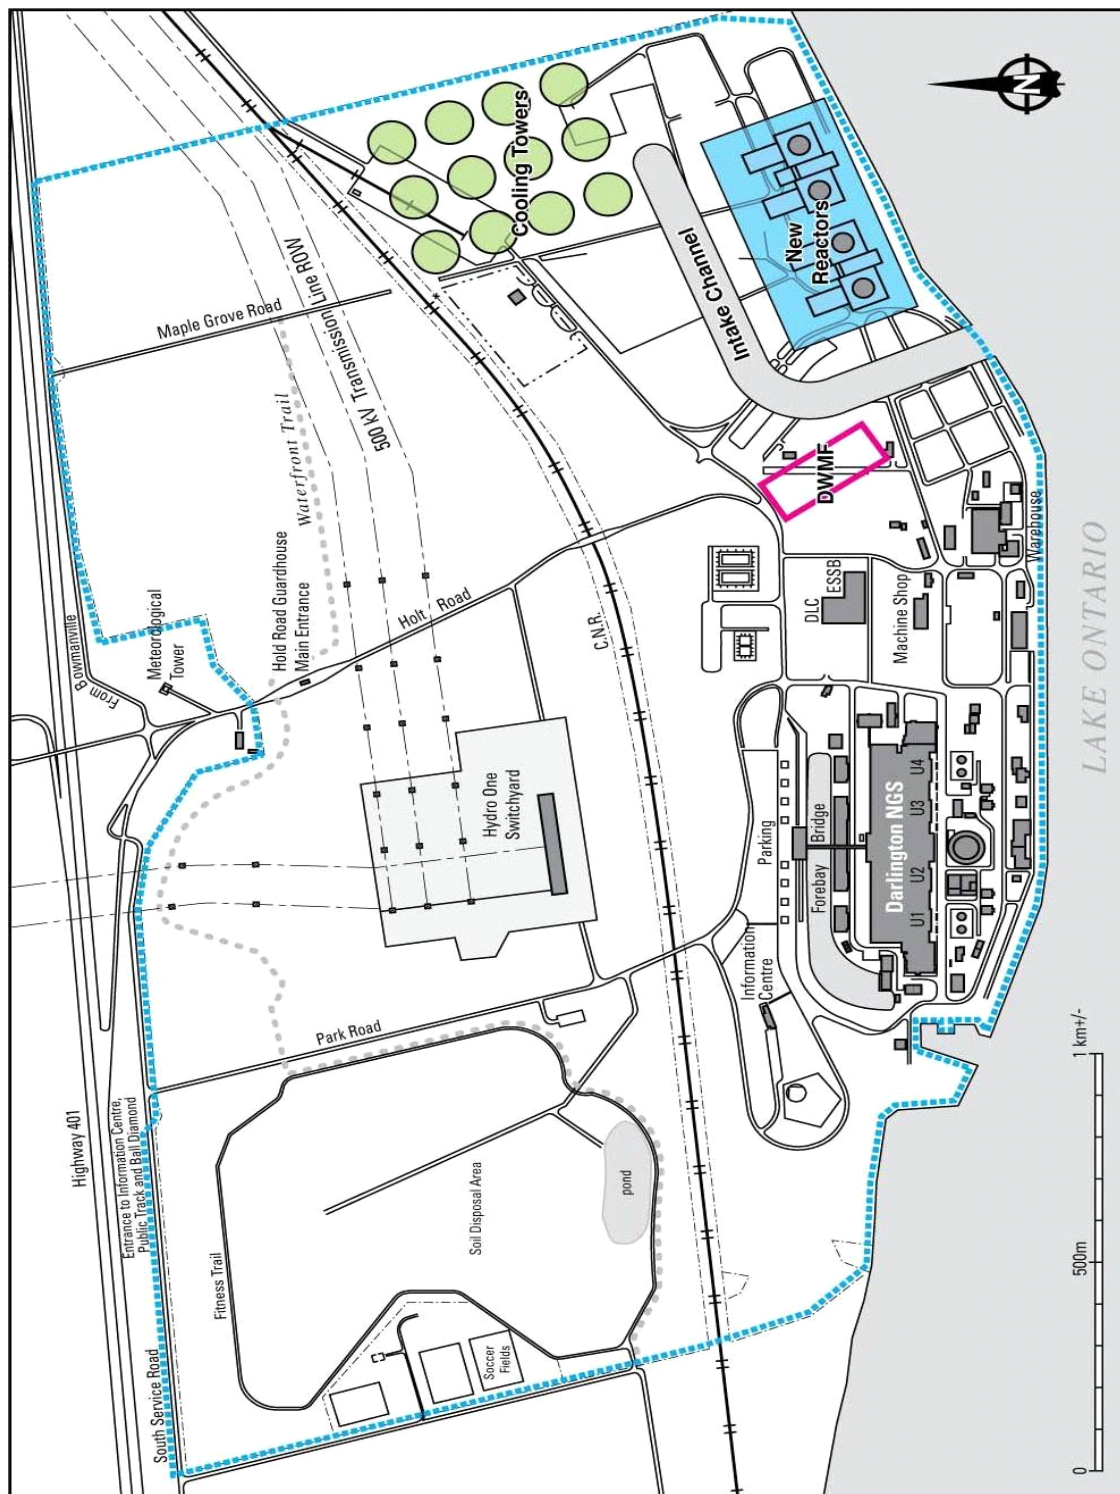 N
Cooling Towers
New
Reactors
Intake Channel
Maple Grove Road
500 kV Transmission Line ROW
Waterfront Trail
From Bowmanville
Meteorological
Tower
Hold Road Guardhouse
Main Entrance
Holt Road
C.N.R.
DWMF
Warehouse
DLC
ESSB
Machine Shop
LAKE ONTARIO
Hydro One
Switchyard
Parking
Forebay
Bridge
Darlington NGS
U1 U2 U3 U4
Information
Centre
Park Road
Highway 401
Entrance to Information Centre,
Public Track and Ball Diamond
South Service Road
Fitness Trail
Soil Disposal Area
pond
Soccer
Fields
0 500m 1 km+/-